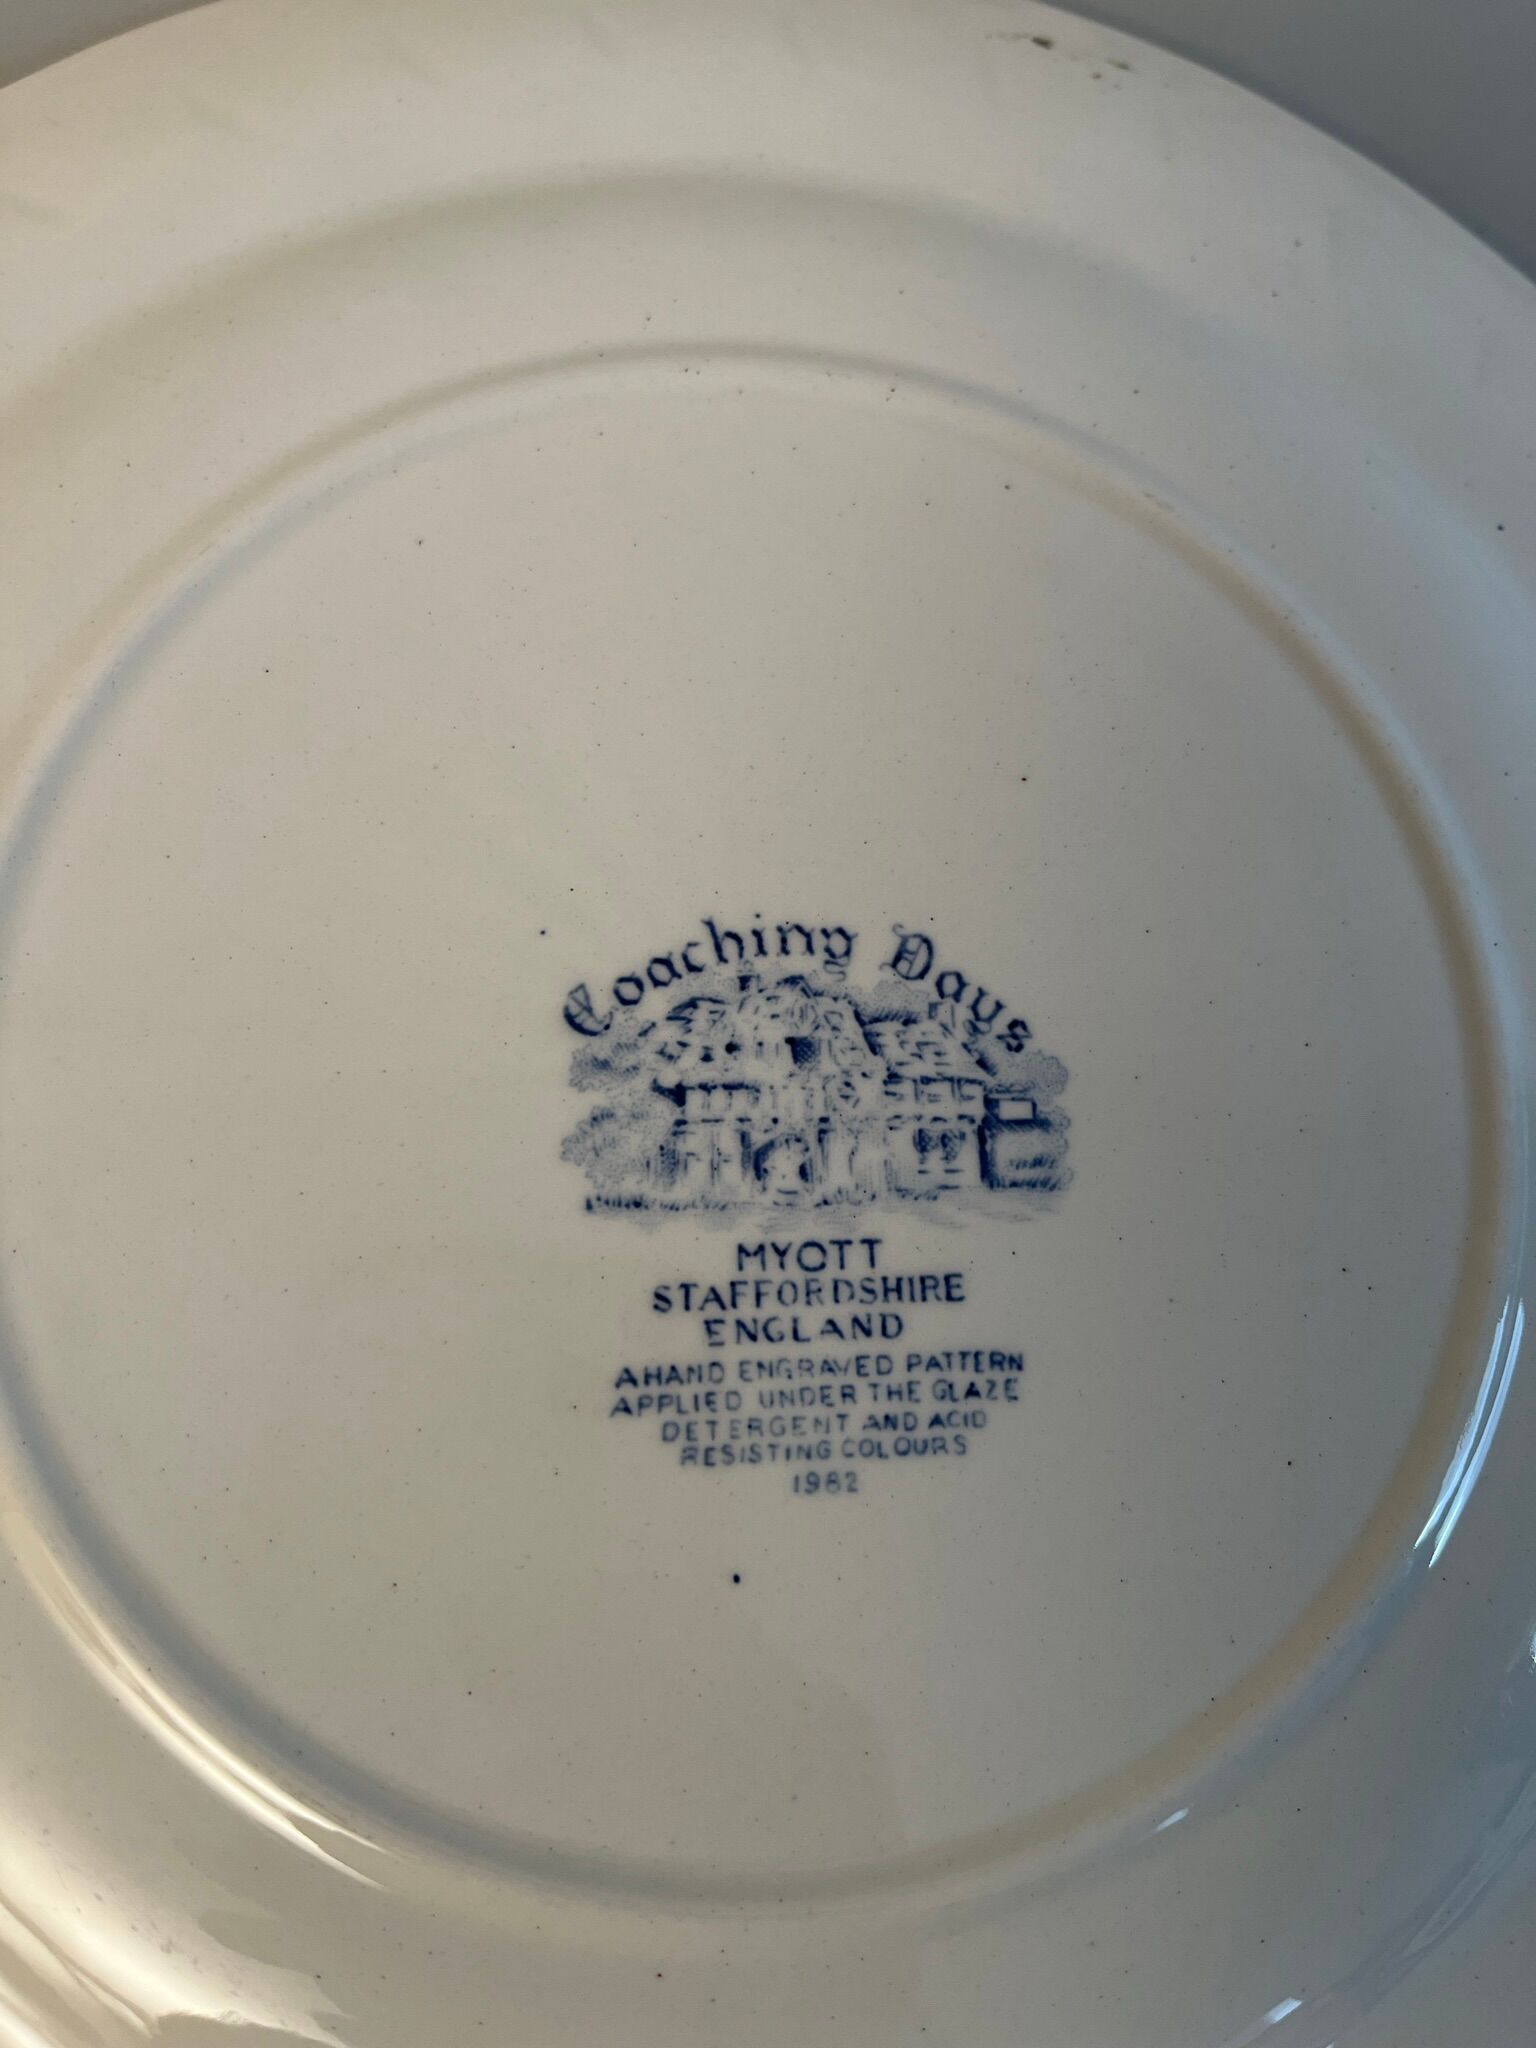 Coaching Days
MYOTT
STAFFORDSHIRE
ENGLAND
A HAND ENGRAVED PATTERN
APPLIED UNDER THE GLAZE
DETERGENT AND ACID
RESISTING COLOURS
1982